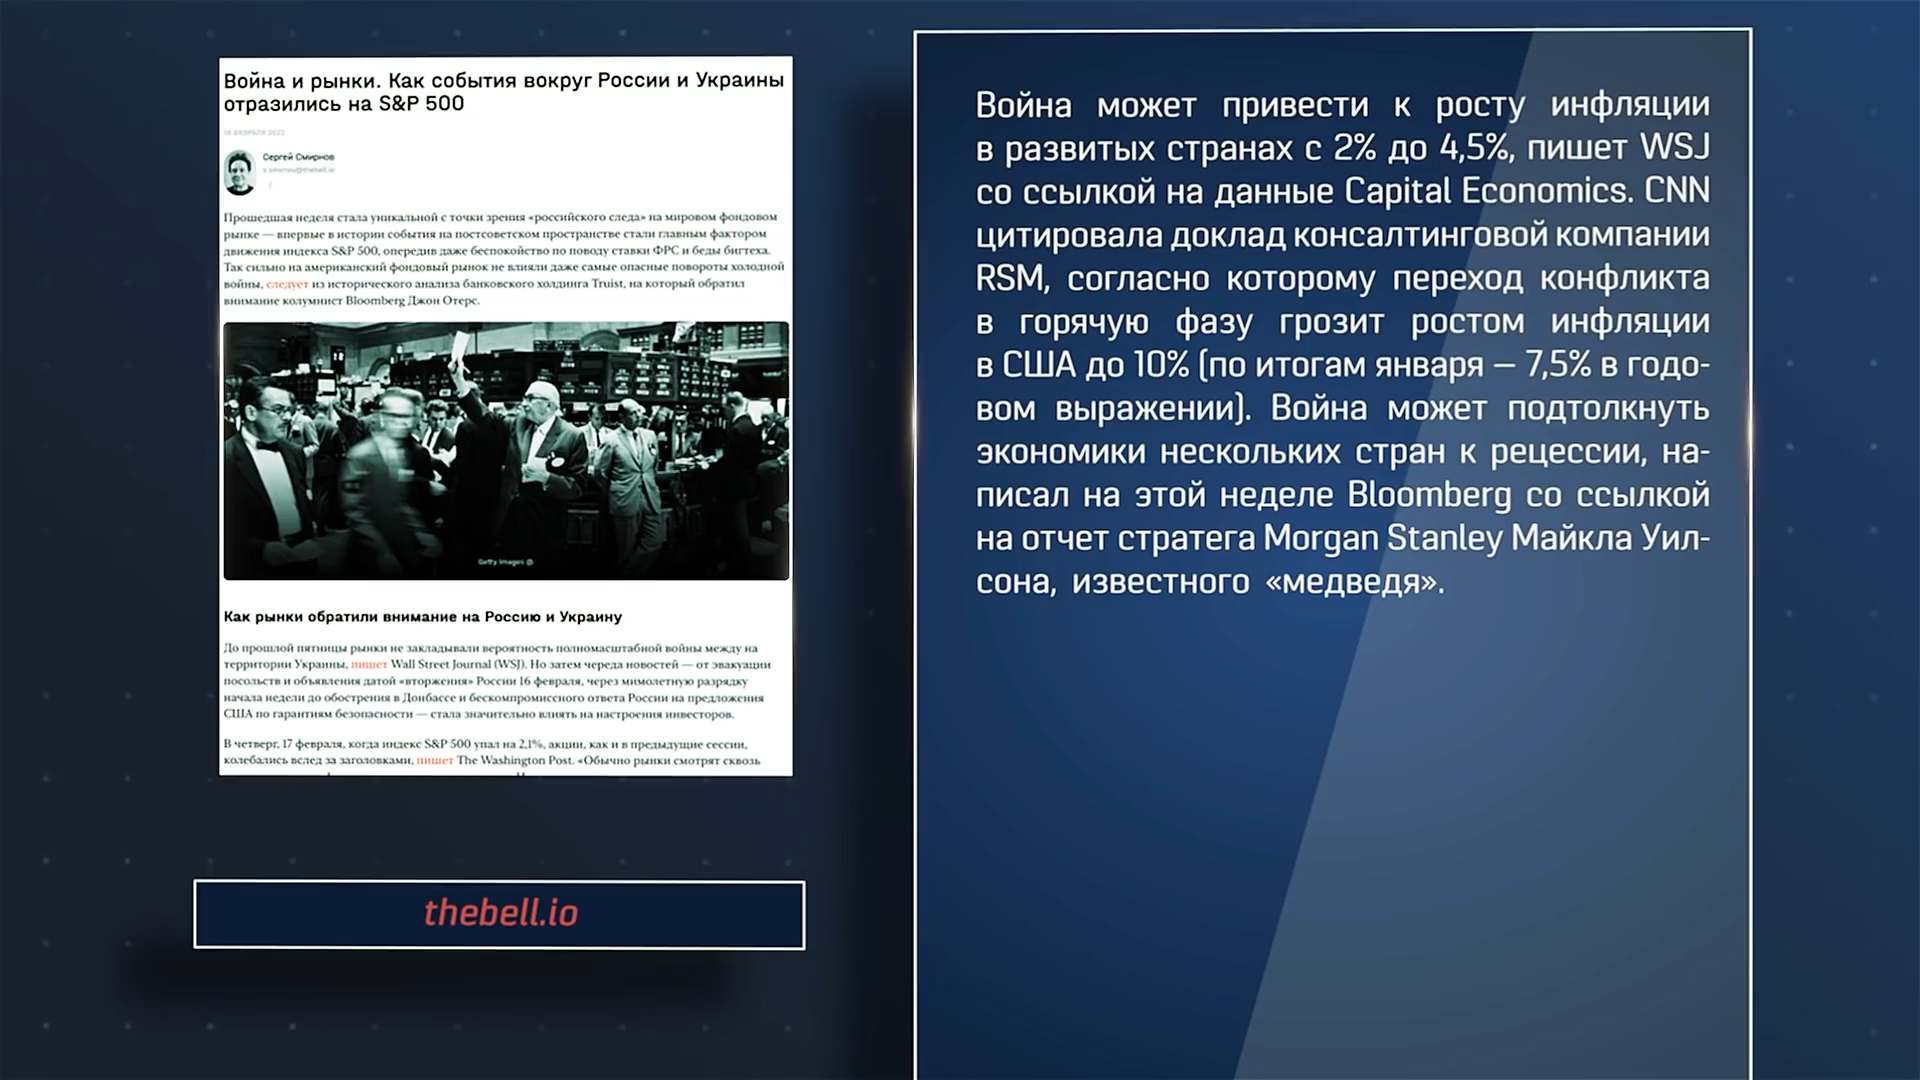 Война и рынки. Как события вокруг России и Украины
отразились на S&P 500
18 ФЕВРАЛЯ 2022
Сергей Смирнов
s.smirnov@thebell.io
Прошедшая неделя стала уникальной с точки зрения «российского следа» на мировом фондовом
рынке — впервые в истории события на постсоветском пространстве стали главным фактором
движения индекса S&P 500, опередив даже беспокойство по поводу ставки ФРС и беды бигтеха.
Так сильно на американский фондовый рынок не влияли даже самые опасные повороты холодной
войны, следует из исторического анализа банковского холдинга Truist, на который обратил
внимание колумнист Bloomberg Джон Отерс.
Getty Images ©
Как рынки обратили внимание на Россию и Украину
До прошлой пятницы рынки не закладывали вероятность полномасштабной войны между на
территории Украины, пишет Wall Street Journal (WSJ). Но затем череда новостей — от эвакуации
посольств и объявления датой «вторжения» России 16 февраля, через мимолетную разрядку
начала недели до обострения в Донбассе и бескомпромиссного ответа России на предложения
США по гарантиям безопасности — стала значительно влиять на настроения инвесторов.
В четверг, 17 февраля, когда индекс S&P 500 упал на 2,1%, акции, как и в предыдущие сессии,
колебались вслед за заголовками, пишет The Washington Post. «Обычно рынки смотрят сквозь
thebell.io
Война может привести к росту инфляции
в развитых странах с 2% до 4,5%, пишет WSJ
со ссылкой на данные Capital Economics. CNN
цитировала доклад консалтинговой компании
RSM, согласно которому переход конфликта
в горячую фазу грозит ростом инфляции
в США до 10% (по итогам января — 7,5% в годо-
вом выражении). Война может подтолкнуть
экономики нескольких стран к рецессии, на-
писал на этой неделе Bloomberg со ссылкой
на отчет стратега Morgan Stanley Майкла Уил-
сона, известного «медведя».